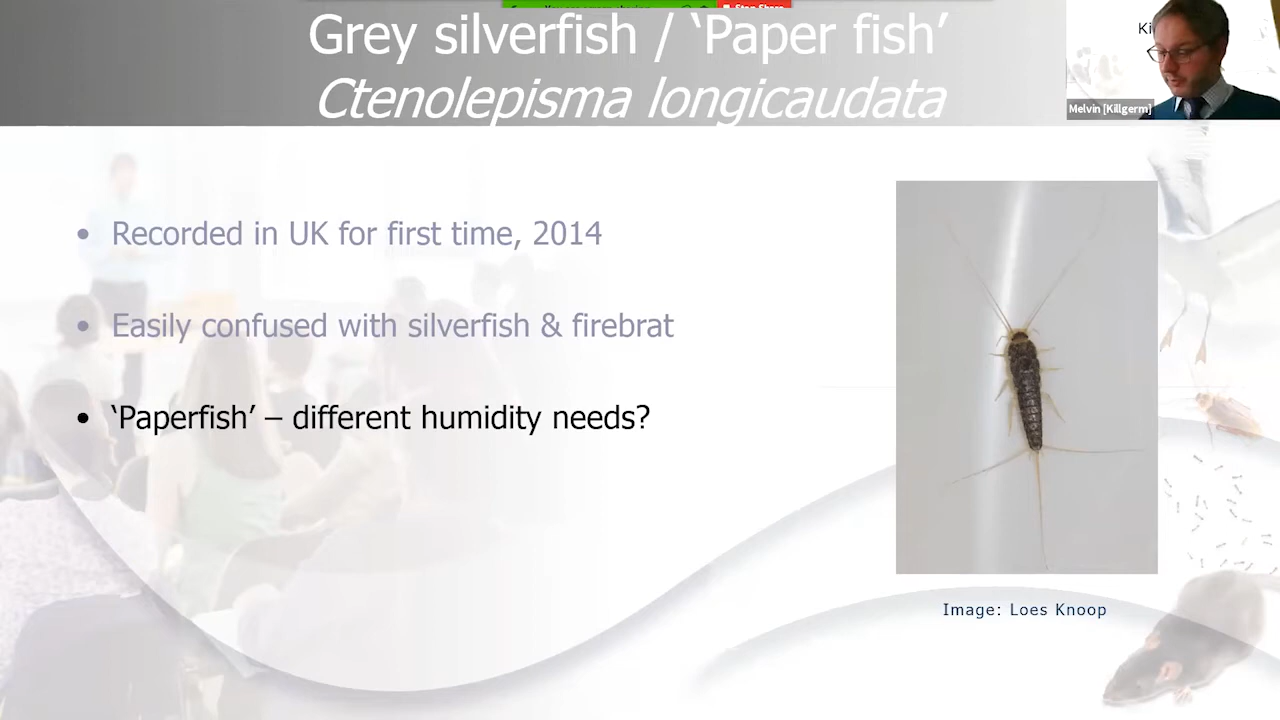 Grey silverfish / ‘Paper fish’
Ctenolepisma longicaudata
Ki
Melvin [Killgerm]
• Recorded in UK for first time, 2014
• Easily confused with silverfish & firebrat
• ‘Paperfish’ – different humidity needs?
Image: Loes Knoop